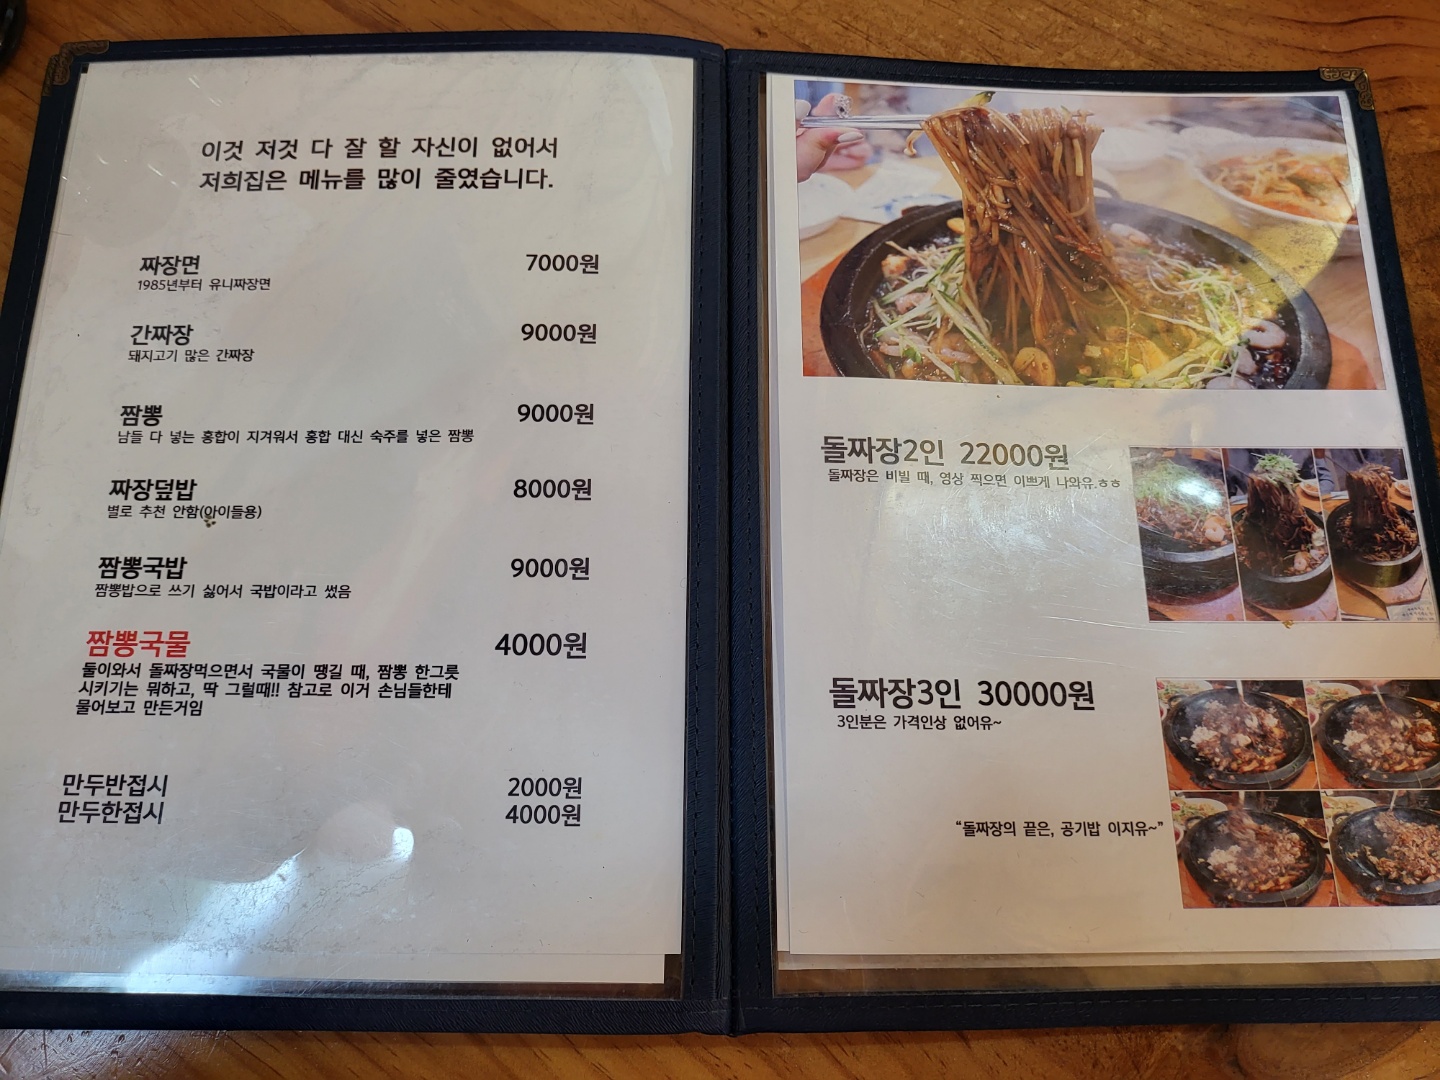 이것 저것 다 잘 할 자신이 없어서
저희집은 메뉴를 많이 줄였습니다.
짜장면 7000원
1985년부터 유니짜장면
간짜장 9000원
돼지고기 많은 간짜장
짬뽕 9000원
남들 다 넣는 홍합이 지겨워서 홍합 대신 숙주를 넣은 짬뽕
짜장덮밥 8000원
별로 추천 안함(아이들용)
짬뽕국밥 9000원
짬뽕밥으로 쓰기 싫어서 국밥이라고 썼음
짬뽕국물 4000원
둘이와서 돌짜장먹으면서 국물이 땡길 때, 짬뽕 한그릇
시키기는 뭐하고, 딱 그럴때!! 참고로 이거 손님들한테
물어보고 만든거임
만두반접시 2000원
만두한접시 4000원
돌짜장2인 22000원
돌짜장은 비빌 때, 영상 찍으면 이쁘게 나와유.ㅎㅎ
돌짜장3인 30000원
3인분은 가격인상 없어유~
"돌짜장의 끝은, 공기밥 이지유~"